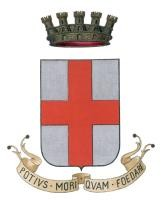 POTIVS · MORI QVAM · FOEDARI